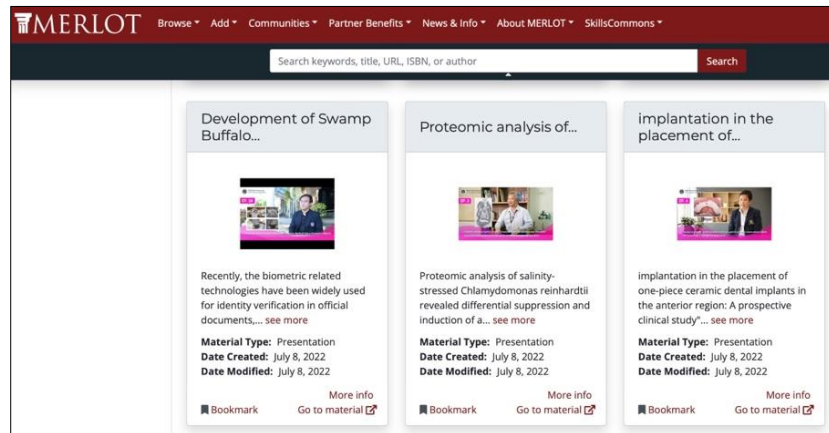 MERLOT Browse Add Communities Partner Benefits News & Info About MERLOT SkillsCommons
Search keywords, title, URL, ISBN, or author Search
Development of Swamp
Buffalo...
Recently, the biometric related
technologies have been widely used
for identity verification in official
documents,... see more
Material Type: Presentation
Date Created: July 8, 2022
Date Modified: July 8, 2022
More info
Bookmark Go to material
Proteomic analysis of...
Proteomic analysis of salinity-
stressed Chlamydomonas reinhardtii
revealed differential suppression and
induction of a... see more
Material Type: Presentation
Date Created: July 8, 2022
Date Modified: July 8, 2022
More info
Bookmark Go to material
implantation in the
placement of...
implantation in the placement of
one-piece ceramic dental implants in
the anterior region: A prospective
clinical study"... see more
Material Type: Presentation
Date Created: July 8, 2022
Date Modified: July 8, 2022
More info
Bookmark Go to material